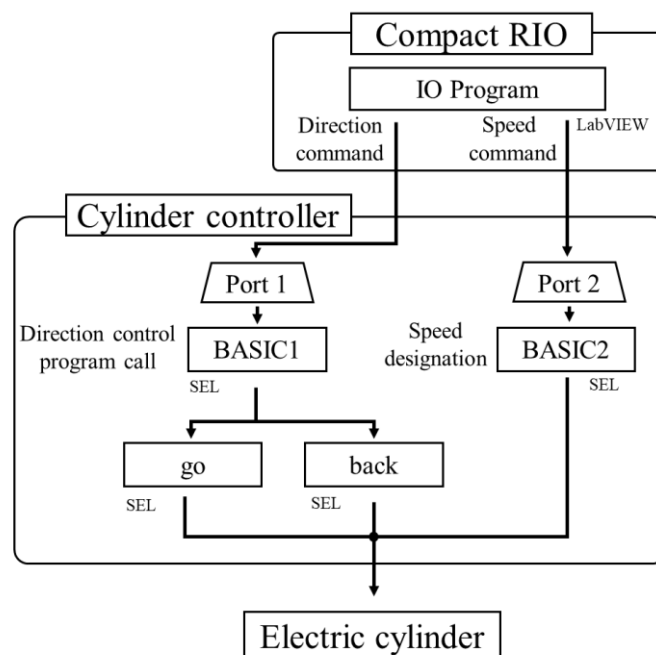 Compact RIO
IO Program
Direction
command
Speed
command
LabVIEW
Cylinder controller
Port 1
Port 2
Direction control
program call
BASIC1
SEL
Speed
designation
BASIC2
SEL
go
back
SEL
SEL
Electric cylinder